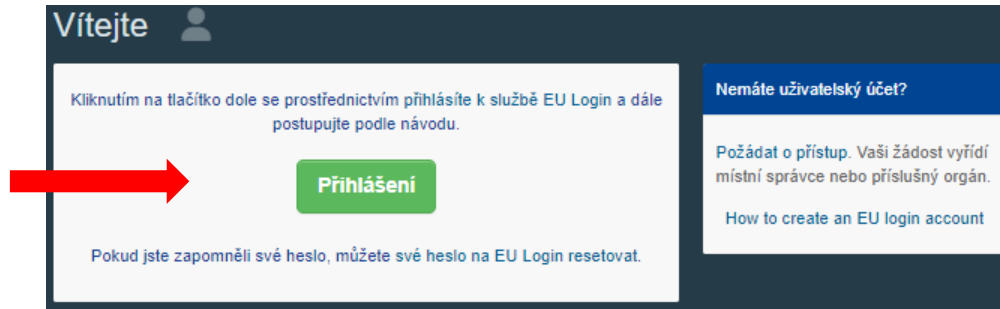 Vítejte
Kliknutím na tlačítko dole se prostřednictvím přihlásíte k službě EU Login a dále
postupujte podle návodu.
Přihlášení
Pokud jste zapomněli své heslo, můžete své heslo na EU Login resetovat.
Nemáte uživatelský účet?
Požádat o přístup. Vaši žádost vyřídí
místní správce nebo příslušný orgán.
How to create an EU login account